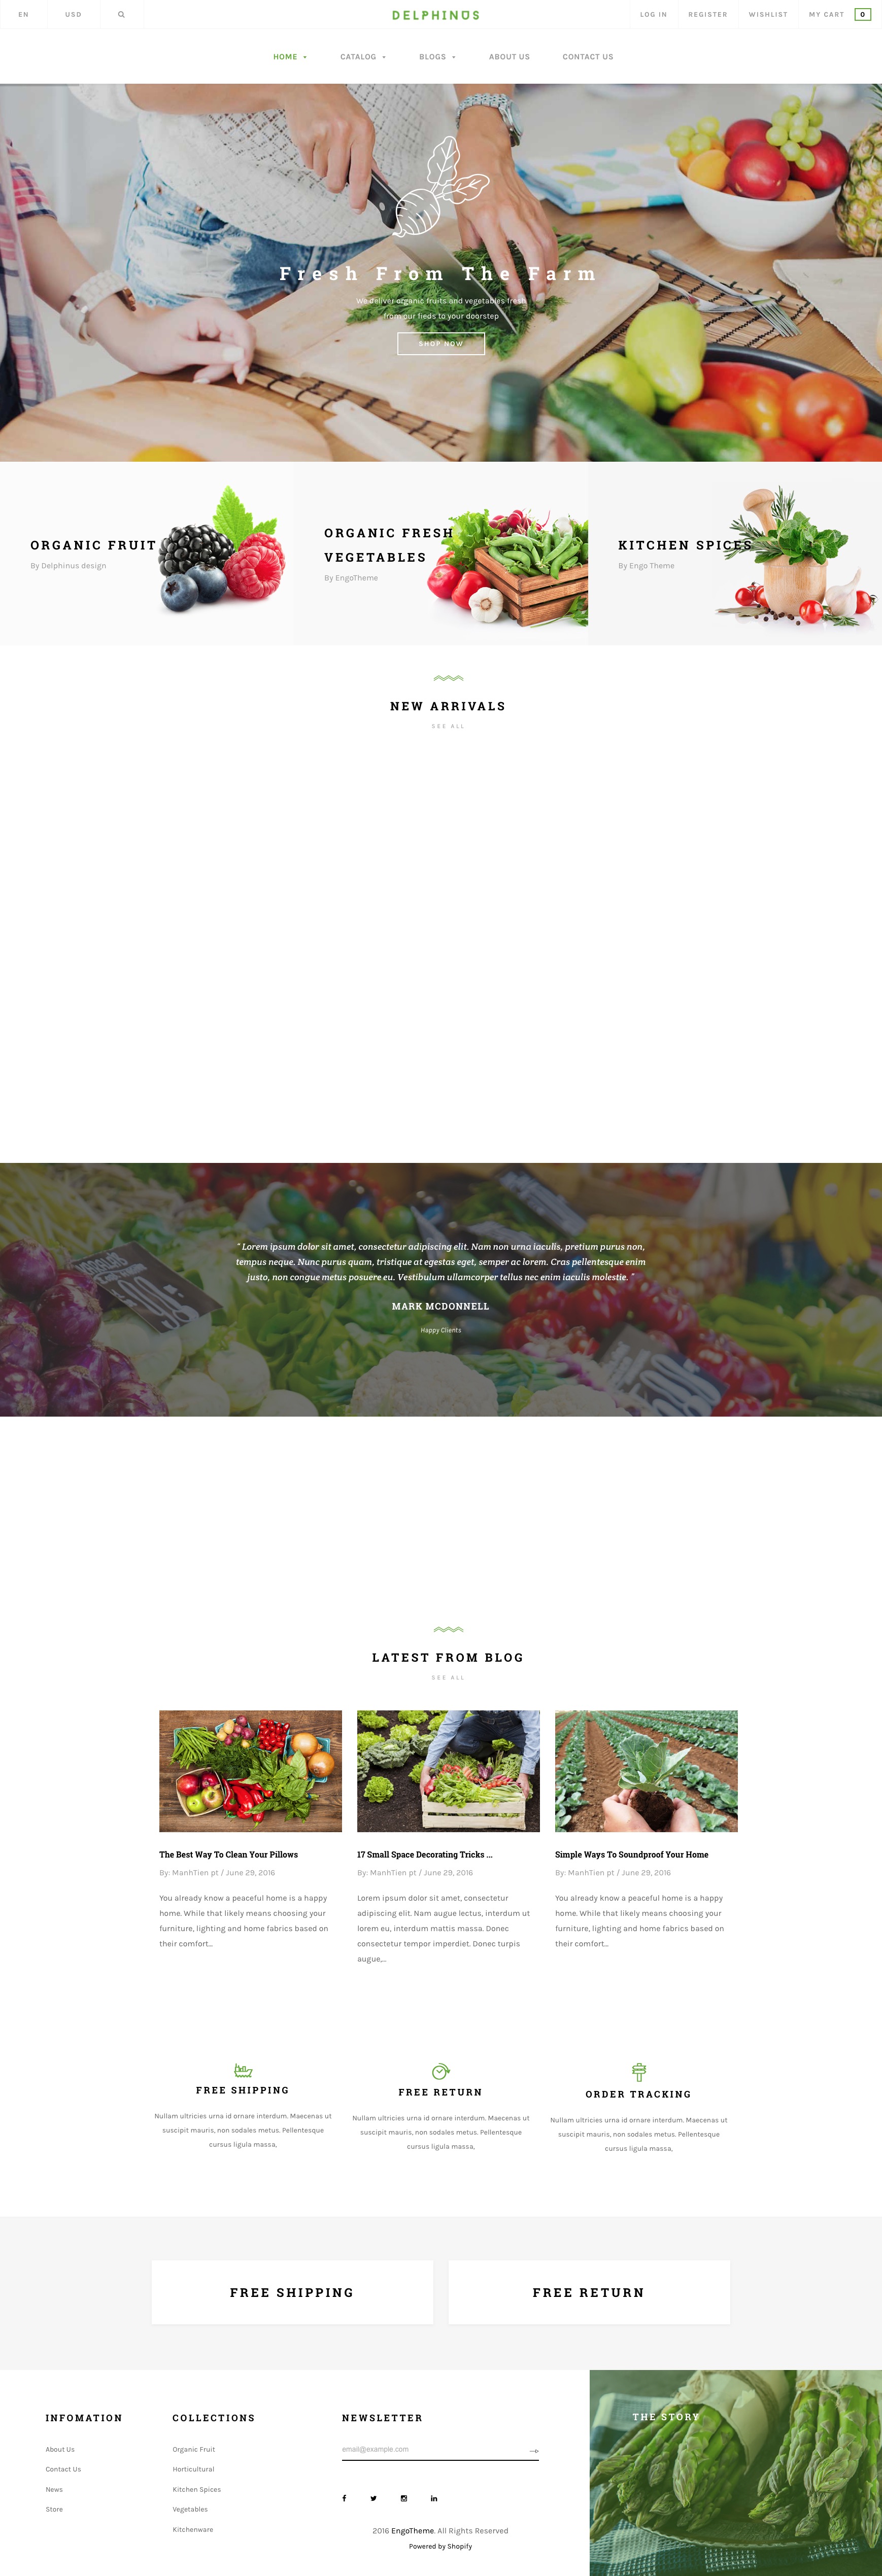 EN
USD
DELPHINUS
LOG IN
REGISTER
WISHLIST
MY CART
0
HOME
CATALOG
BLOGS
ABOUT US
CONTACT US
Fresh From The Farm
We deliver organic fruits and vegetables fresh
from our fieds to your doorstep
SHOP NOW
ORGANIC FRUIT
By Delphinus design
ORGANIC FRESH
VEGETABLES
By EngoTheme
KITCHEN SPICES
By Engo Theme
NEW ARRIVALS
SEE ALL
" Lorem ipsum dolor sit amet, consectetur adipiscing elit. Nam non urna iaculis, pretium purus non,
tempus neque. Nunc purus quam, tristique at egestas eget, semper ac lorem. Cras pellentesque enim
justo, non congue metus posuere eu. Vestibulum ullamcorper tellus nec enim iaculis molestie. "
MARK MCDONNELL
Happy Clients
LATEST FROM BLOG
SEE ALL
The Best Way To Clean Your Pillows
By: ManhTien pt / June 29, 2016
You already know a peaceful home is a happy
home. While that likely means choosing your
furniture, lighting and home fabrics based on
their comfort...
17 Small Space Decorating Tricks ...
By: ManhTien pt / June 29, 2016
Lorem ipsum dolor sit amet, consectetur
adipiscing elit. Nam augue lectus, interdum ut
lorem eu, interdum mattis massa. Donec
consectetur tempor imperdiet. Donec turpis
augue,...
Simple Ways To Soundproof Your Home
By: ManhTien pt / June 29, 2016
You already know a peaceful home is a happy
home. While that likely means choosing your
furniture, lighting and home fabrics based on
their comfort...
FREE SHIPPING
Nullam ultricies urna id ornare interdum. Maecenas ut
suscipit mauris, non sodales metus. Pellentesque
cursus ligula massa,
FREE RETURN
Nullam ultricies urna id ornare interdum. Maecenas ut
suscipit mauris, non sodales metus. Pellentesque
cursus ligula massa,
ORDER TRACKING
Nullam ultricies urna id ornare interdum. Maecenas ut
suscipit mauris, non sodales metus. Pellentesque
cursus ligula massa,
FREE SHIPPING
FREE RETURN
INFOMATION
About Us
Contact Us
News
Store
COLLECTIONS
Organic Fruit
Horticultural
Kitchen Spices
Vegetables
Kitchenware
NEWSLETTER
email@example.com
2016 EngoTheme. All Rights Reserved
Powered by Shopify
THE STORY